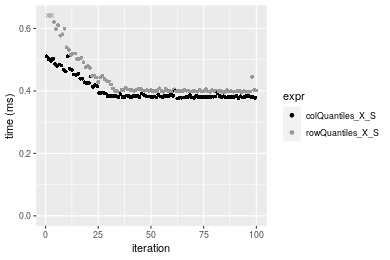 0.6
0.4
0.2
0.0
time (ms)
0
25
50
75
100
iteration
expr
colQuantiles_X_S
rowQuantiles_X_S